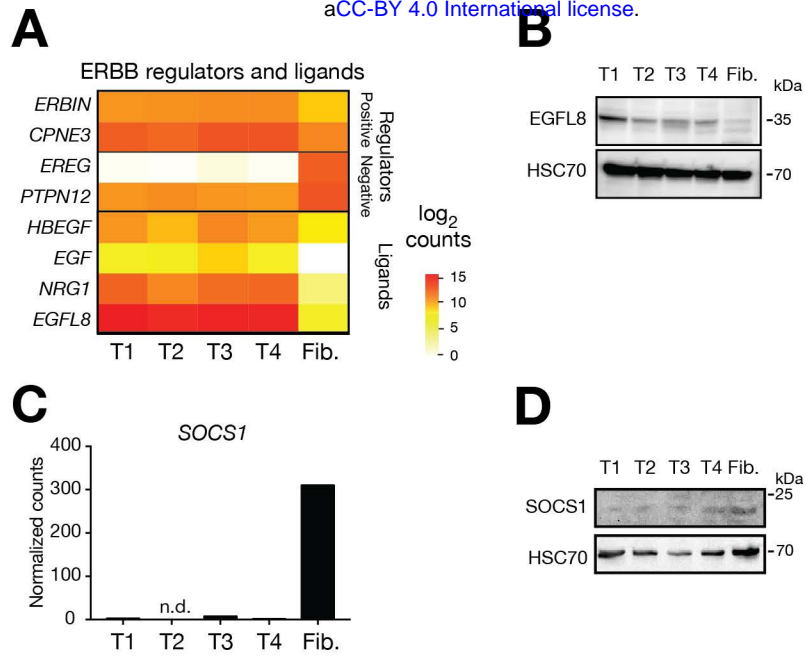 aCC-BY 4.0 International license.
A
ERBB regulators and ligands
ERBIN
CPNE3
EREG
PTPN12
HBEGF
EGF
NRG1
EGFL8
T1 T2 T3 T4 Fib.
Positive
Negative
Regulators
Ligands
log2
counts
15
10
5
0
B
T1 T2 T3 T4 Fib.
kDa
EGFL8
-35
HSC70
-70
C
SOCS1
Normalized counts
400
300
200
100
0
n.d.
T1 T2 T3 T4 Fib.
D
T1 T2 T3 T4 Fib.
kDa
-25
SOCS1
HSC70
-70